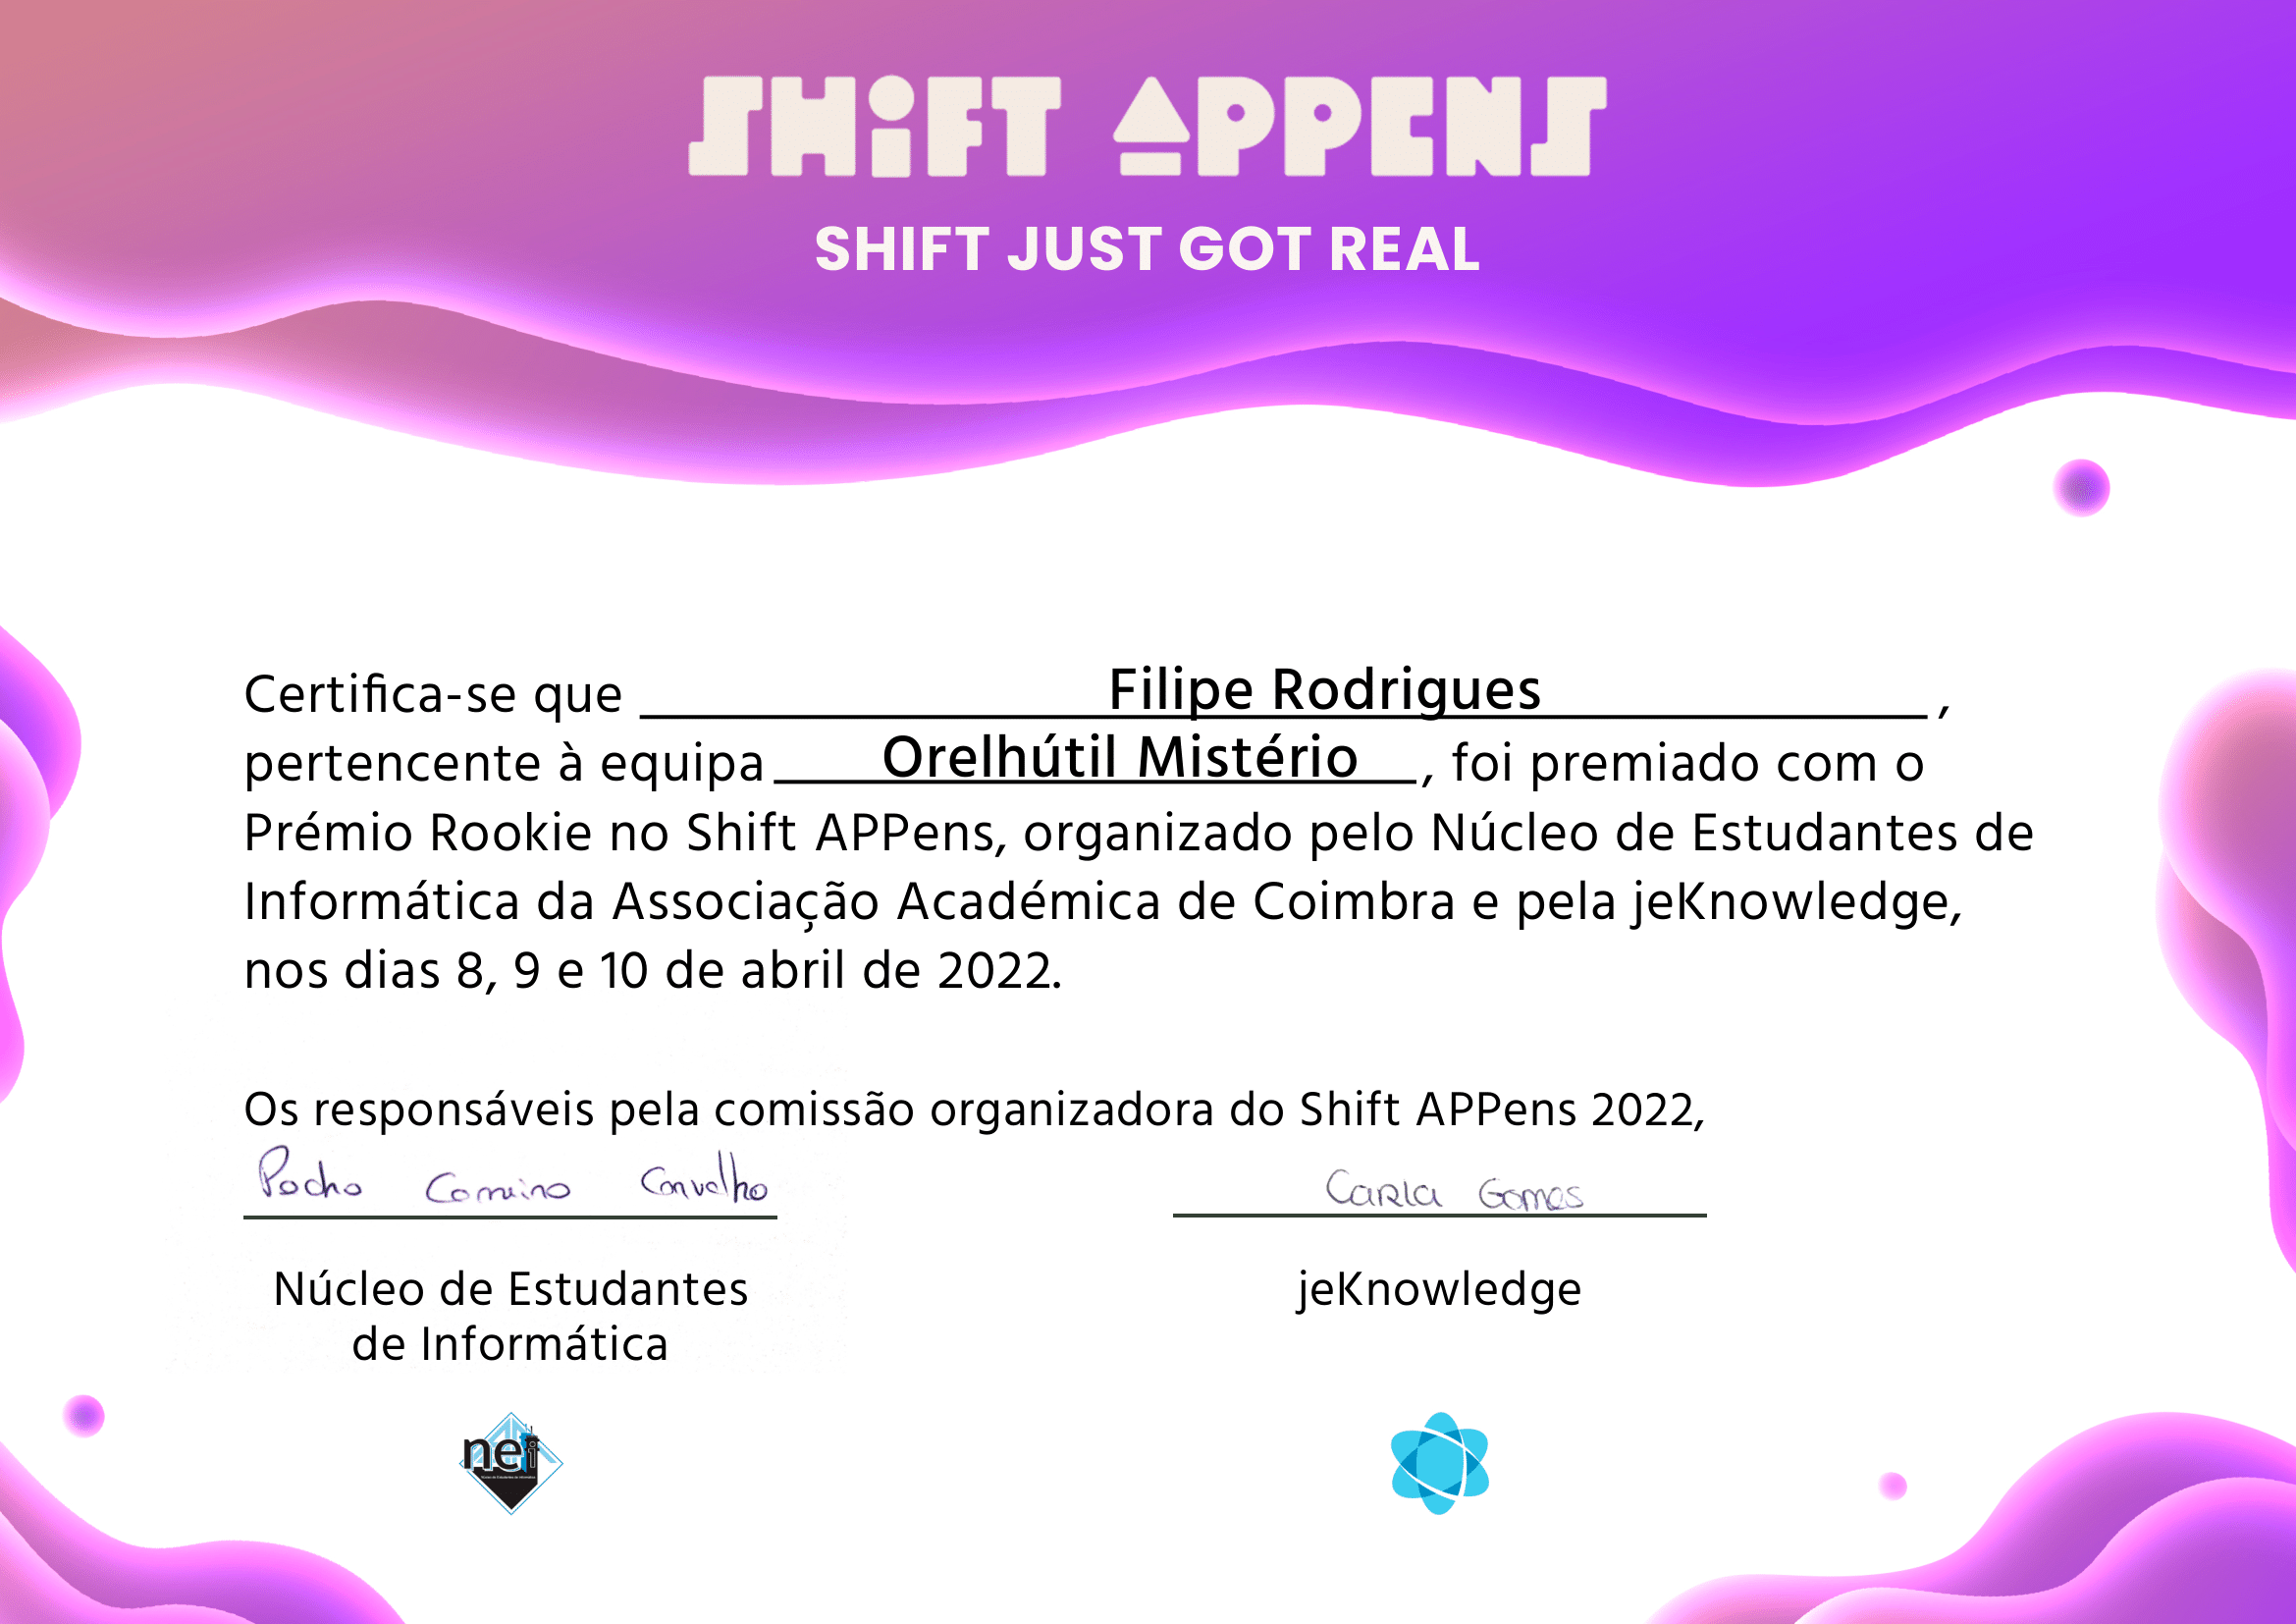 SHiFT APPENS
SHIFT JUST GOT REAL
Certifica-se que Filipe Rodrigues ,
pertencente à equipa Orelhútil Mistério, foi premiado com o
Prémio Rookie no Shift APPens, organizado pelo Núcleo de Estudantes de
Informática da Associação Académica de Coimbra e pela jeKnowledge,
nos dias 8, 9 e 10 de abril de 2022.
Os responsáveis pela comissão organizadora do Shift APPens 2022,
Carvalho
Carla Gomes
Núcleo de Estudantes
de Informática
jeKnowledge
nei